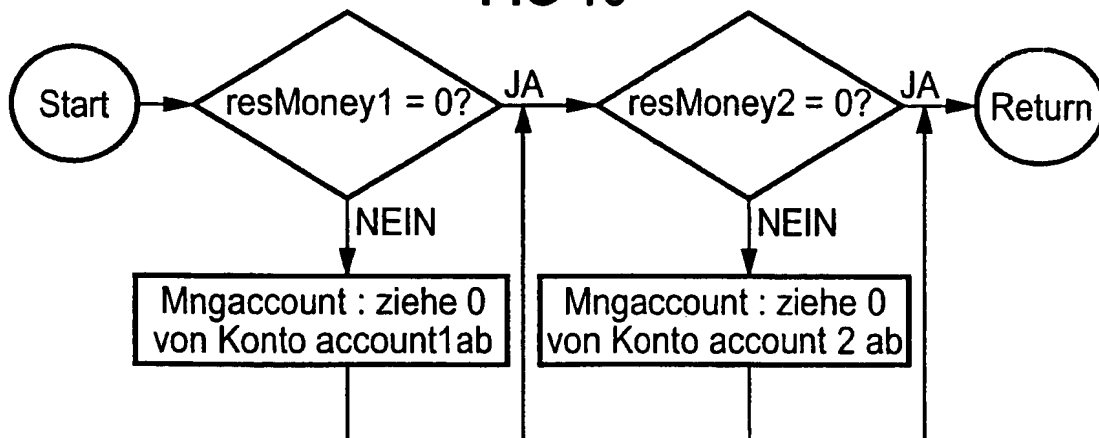 Start
resMoney1 = 0?
JA
resMoney2 = 0?
JA
Return
NEIN
NEIN
Mngaccount : ziehe 0
von Konto account1ab
Mngaccount : ziehe 0
von Konto account 2 ab